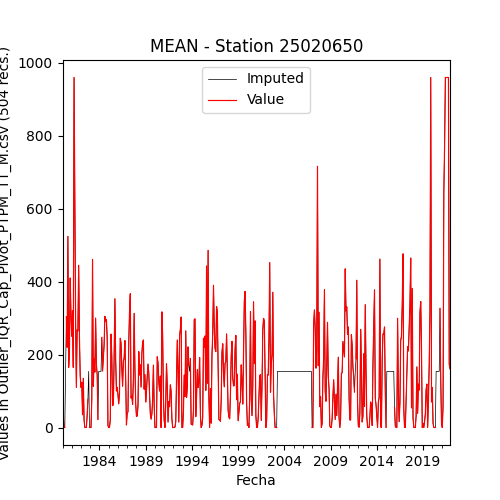 MEAN - Station 25020650
Imputed
Value
1000
800
600
400
200
0
Values in Outlier_IQR_Cap_Pivot_PTPM_TT_M.csv (504 recs.)
1984 1989 1994 1999 2004 2009 2014 2019
Fecha